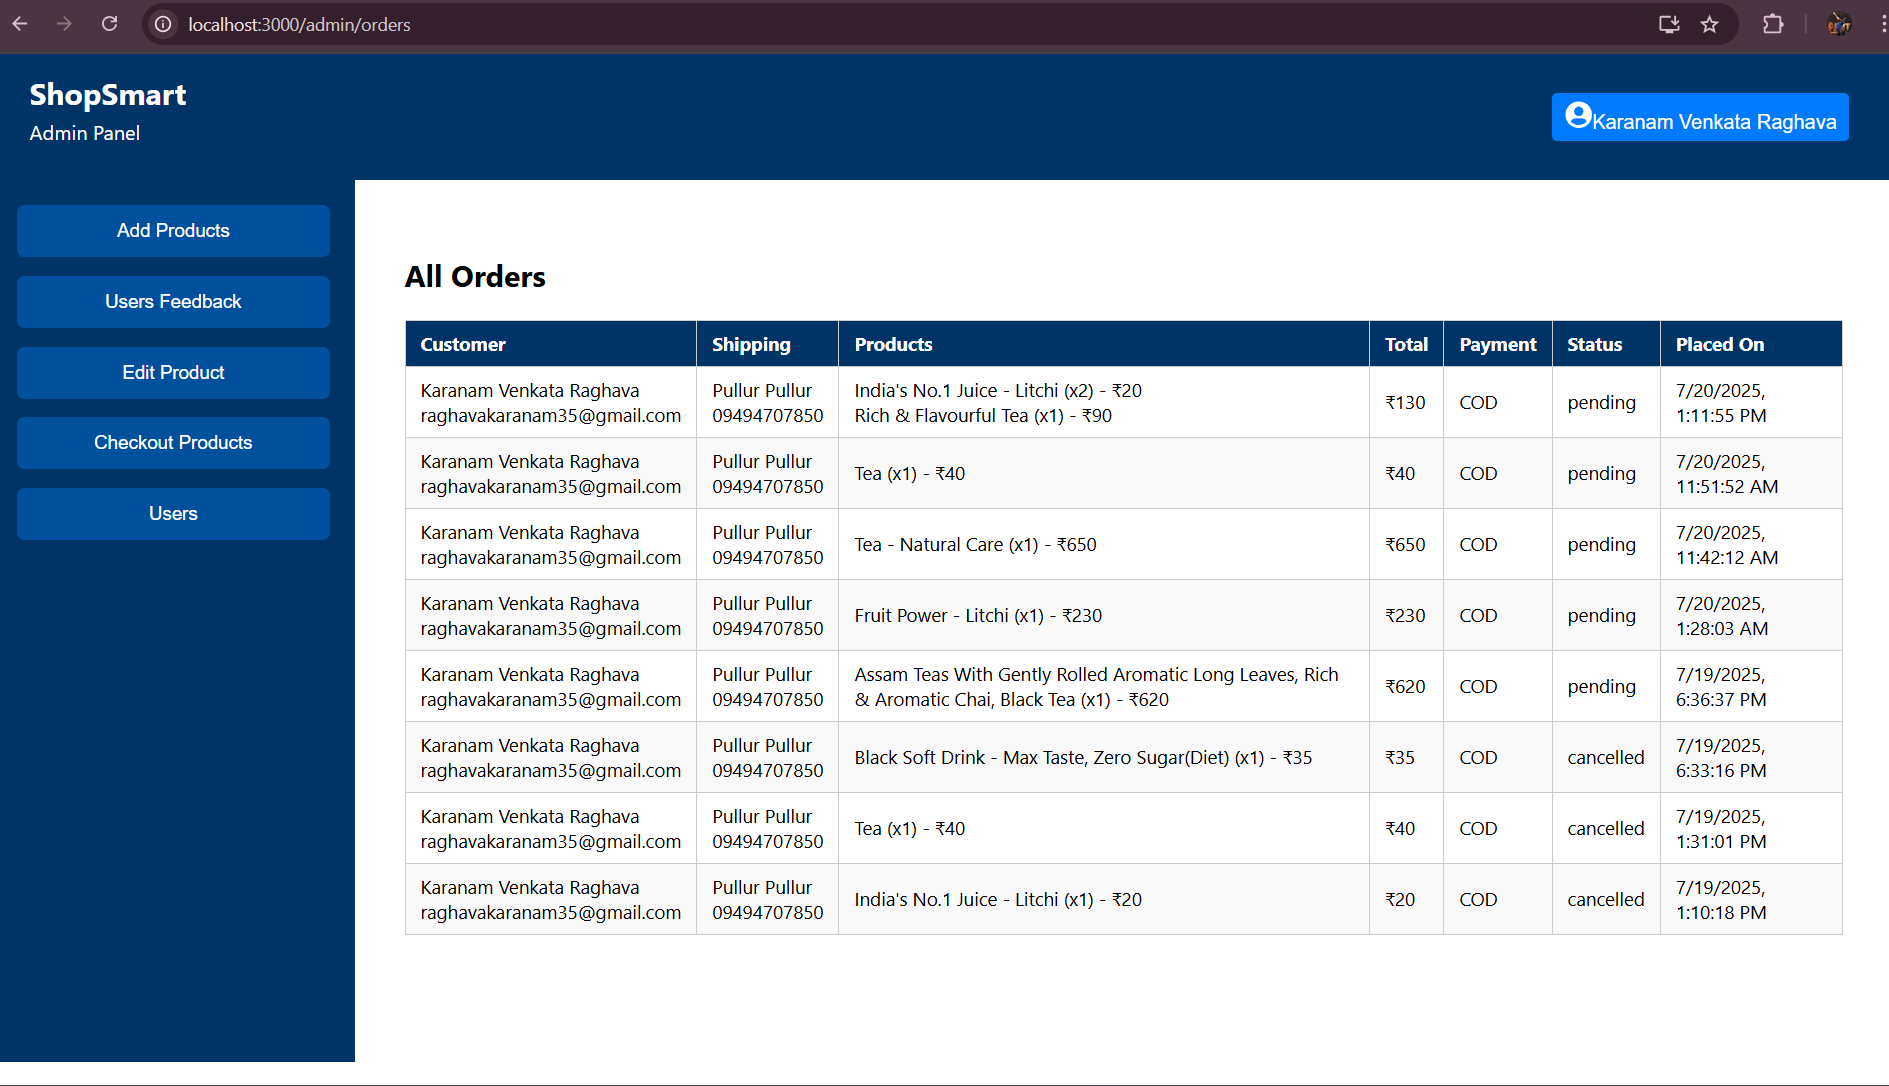 localhost:3000/admin/orders
ShopSmart
Admin Panel
Karanam Venkata Raghava
Add Products
Users Feedback
Edit Product
Checkout Products
Users
All Orders
Customer Shipping Products Total Payment Status Placed On
Karanam Venkata Raghava Pullur Pullur India's No.1 Juice - Litchi (x2) - ₹20 ₹130 COD pending 7/20/2025,
raghavakaranam35@gmail.com 09494707850 Rich & Flavourful Tea (x1) - ₹90 1:11:55 PM
Karanam Venkata Raghava Pullur Pullur Tea (x1) - ₹40 ₹40 COD pending 7/20/2025,
raghavakaranam35@gmail.com 09494707850 11:51:52 AM
Karanam Venkata Raghava Pullur Pullur Tea - Natural Care (x1) - ₹650 ₹650 COD pending 7/20/2025,
raghavakaranam35@gmail.com 09494707850 11:42:12 AM
Karanam Venkata Raghava Pullur Pullur Fruit Power - Litchi (x1) - ₹230 ₹230 COD pending 7/20/2025,
raghavakaranam35@gmail.com 09494707850 1:28:03 AM
Karanam Venkata Raghava Pullur Pullur Assam Teas With Gently Rolled Aromatic Long Leaves, Rich ₹620 COD pending 7/19/2025,
raghavakaranam35@gmail.com 09494707850 & Aromatic Chai, Black Tea (x1) - ₹620 6:36:37 PM
Karanam Venkata Raghava Pullur Pullur Black Soft Drink - Max Taste, Zero Sugar(Diet) (x1) - ₹35 ₹35 COD cancelled 7/19/2025,
raghavakaranam35@gmail.com 09494707850 6:33:16 PM
Karanam Venkata Raghava Pullur Pullur Tea (x1) - ₹40 ₹40 COD cancelled 7/19/2025,
raghavakaranam35@gmail.com 09494707850 1:31:01 PM
Karanam Venkata Raghava Pullur Pullur India's No.1 Juice - Litchi (x1) - ₹20 ₹20 COD cancelled 7/19/2025,
raghavakaranam35@gmail.com 09494707850 1:10:18 PM